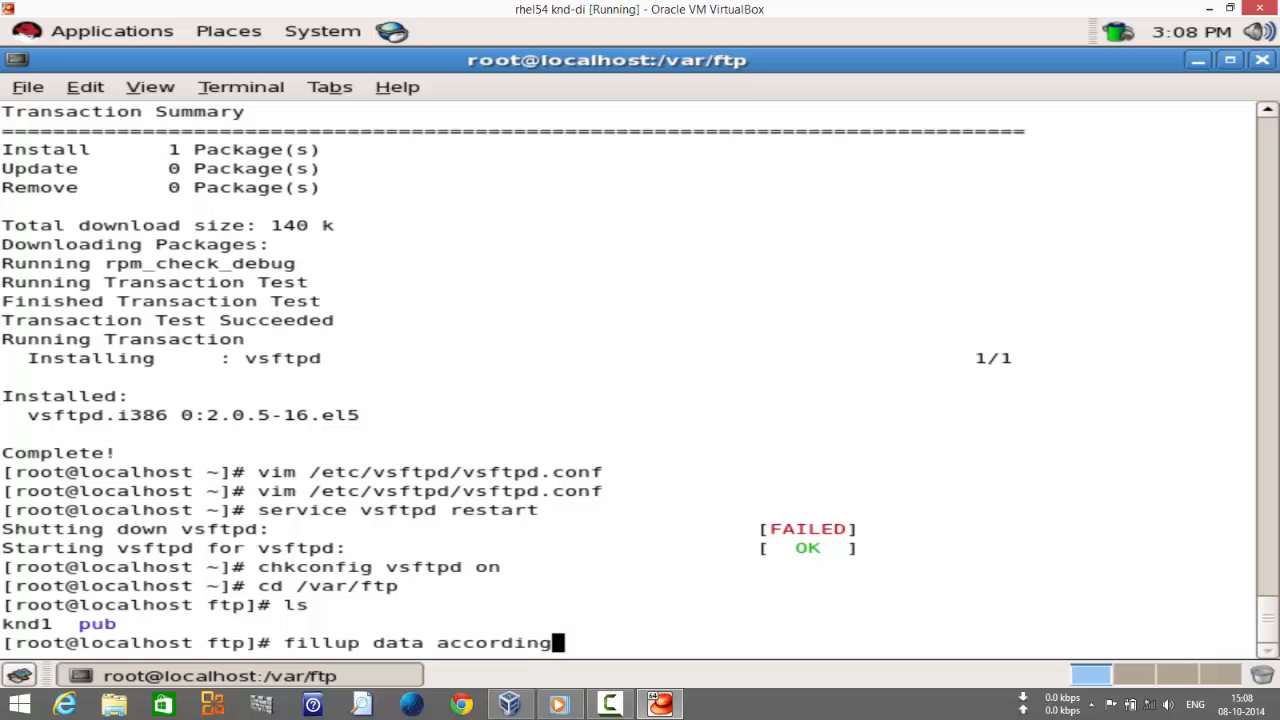 rhel54 knd-di [Running] - Oracle VM VirtualBox
Applications Places System 3:08 PM
root@localhost:/var/ftp
File Edit View Terminal Tabs Help
Transaction Summary
================================================================================
Install 1 Package(s)
Update 0 Package(s)
Remove 0 Package(s)
Total download size: 140 k
Downloading Packages:
Running rpm_check_debug
Running Transaction Test
Finished Transaction Test
Transaction Test Succeeded
Running Transaction
Installing : vsftpd 1/1
Installed:
vsftpd.i386 0:2.0.5-16.el5
Complete!
[root@localhost ~]# vim /etc/vsftpd/vsftpd.conf
[root@localhost ~]# vim /etc/vsftpd/vsftpd.conf
[root@localhost ~]# service vsftpd restart
Shutting down vsftpd: [FAILED]
Starting vsftpd for vsftpd: [ OK ]
[root@localhost ~]# chkconfig vsftpd on
[root@localhost ~]# cd /var/ftp
[root@localhost ftp]# ls
knd1 pub
[root@localhost ftp]# fillup data according
root@localhost:/var/ftp
0.0 kbps
0.0 kbps
ENG
15:08
08-10-2014